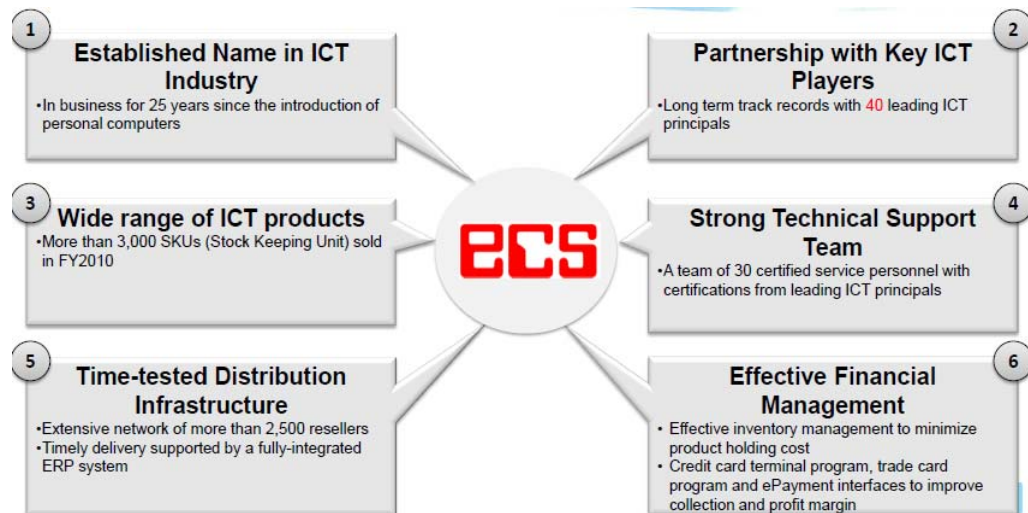 1
Established Name in ICT
Industry
•In business for 25 years since the introduction of
personal computers
2
Partnership with Key ICT
Players
•Long term track records with 40 leading ICT
principals
3
Wide range of ICT products
•More than 3,000 SKUs (Stock Keeping Unit) sold
in FY2010
ecs
4
Strong Technical Support
Team
•A team of 30 certified service personnel with
certifications from leading ICT principals
5
Time-tested Distribution
Infrastructure
•Extensive network of more than 2,500 resellers
•Timely delivery supported by a fully-integrated
ERP system
6
Effective Financial
Management
• Effective inventory management to minimize
product holding cost
• Credit card terminal program, trade card
program and ePayment interfaces to improve
collection and profit margin